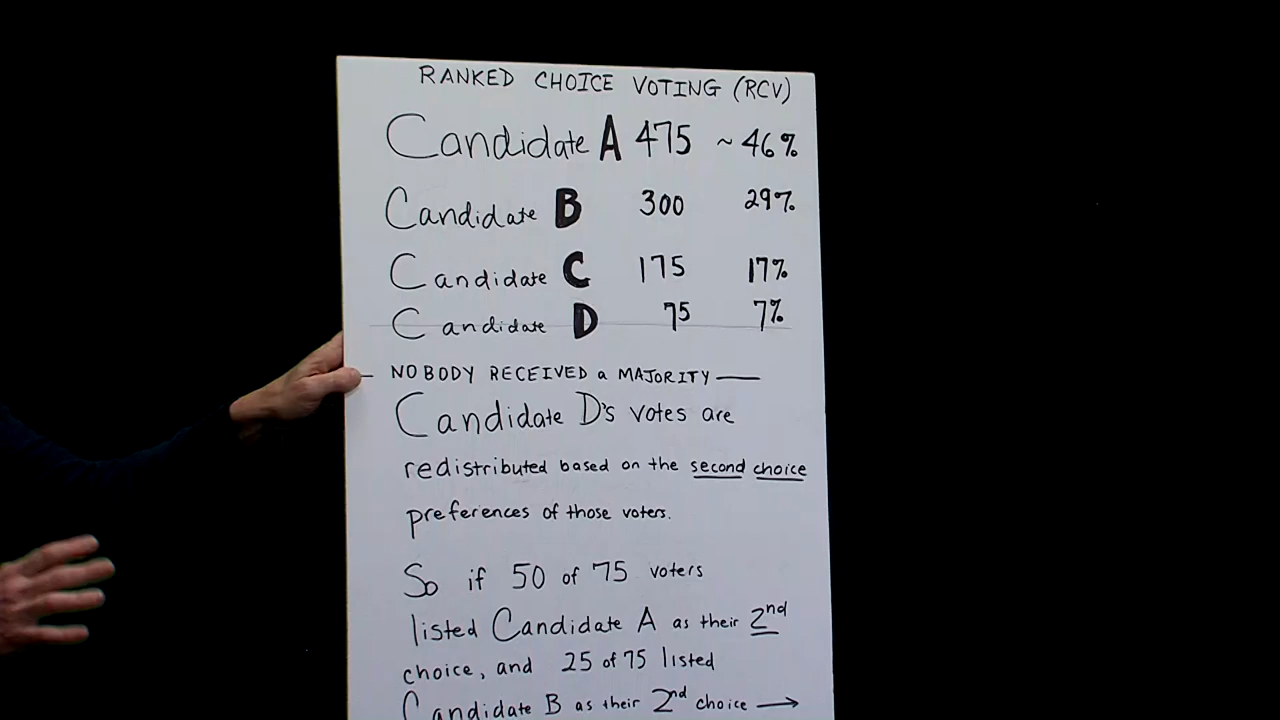 RANKED CHOICE VOTING (RCV)
Candidate A 475 ~ 46%
Candidate B 300 29%
Candidate C 175 17%
Candidate D 75 7%
— NOBODY RECEIVED a MAJORITY —
Candidate D's votes are
redistributed based on the second choice
preferences of those voters.
So if 50 of 75 voters
listed Candidate A as their 2nd
choice, and 25 of 75 listed
Candidate B as their 2nd choice →